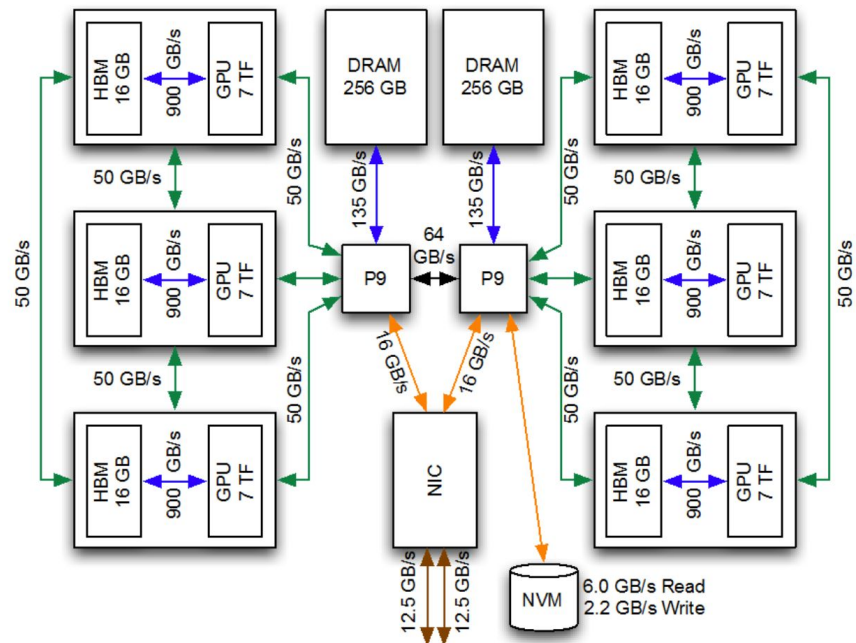 HBM
16 GB
GB/s
900
GPU
7 TF
DRAM
256 GB
DRAM
256 GB
HBM
16 GB
GB/s
900
GPU
7 TF
50 GB/s
50 GB/s
135 GB/s
135 GB/s
50 GB/s
50 GB/s
50 GB/s
HBM
16 GB
GB/s
900
GPU
7 TF
P9
64
GB/s
P9
HBM
16 GB
GB/s
900
GPU
7 TF
50 GB/s
50 GB/s
50 GB/s
16 GB/s
16 GB/s
50 GB/s
50 GB/s
HBM
16 GB
GB/s
900
GPU
7 TF
NIC
HBM
16 GB
GB/s
900
GPU
7 TF
12.5 GB/s
12.5 GB/s
NVM
6.0 GB/s Read
2.2 GB/s Write